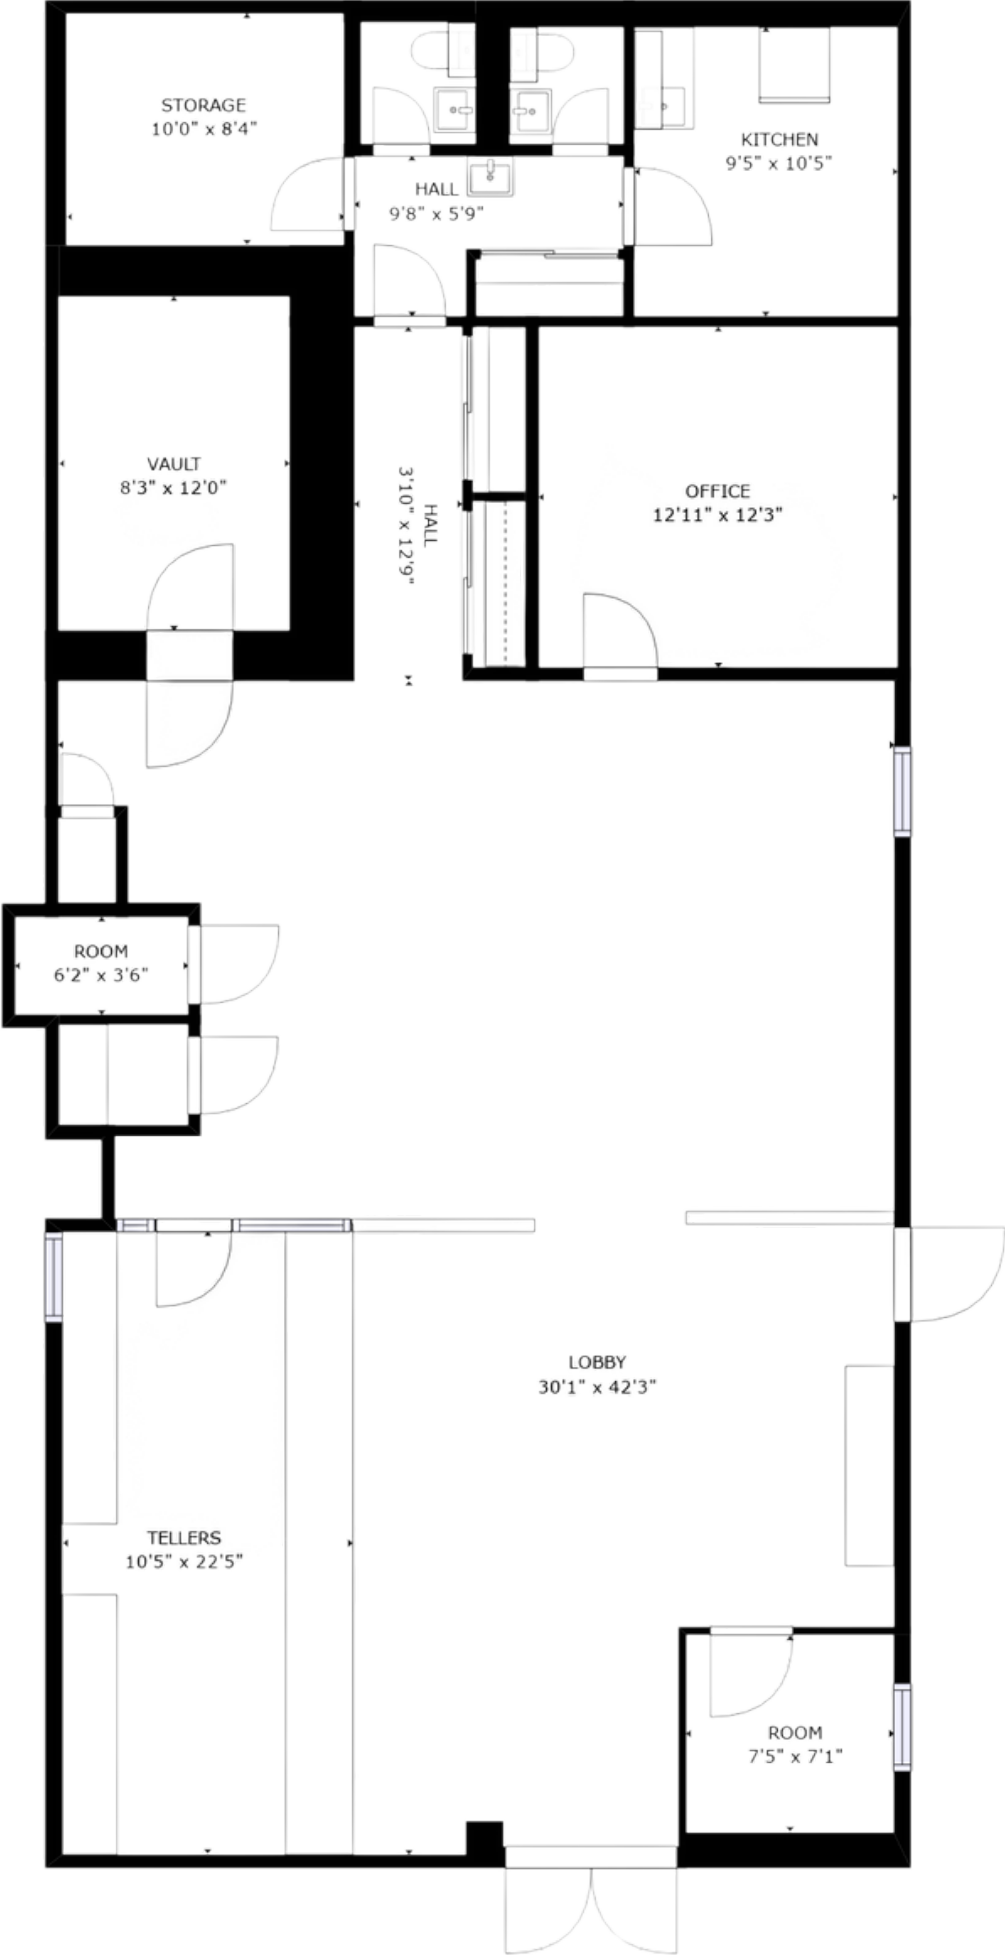 STORAGE
10'0" x 8'4"
KITCHEN
9'5" x 10'5"
HALL
9'8" x 5'9"
VAULT
8'3" x 12'0"
HALL
3'10" x 12'9"
OFFICE
12'11" x 12'3"
ROOM
6'2" x 3'6"
LOBBY
30'1" x 42'3"
TELLERS
10'5" x 22'5"
ROOM
7'5" x 7'1"